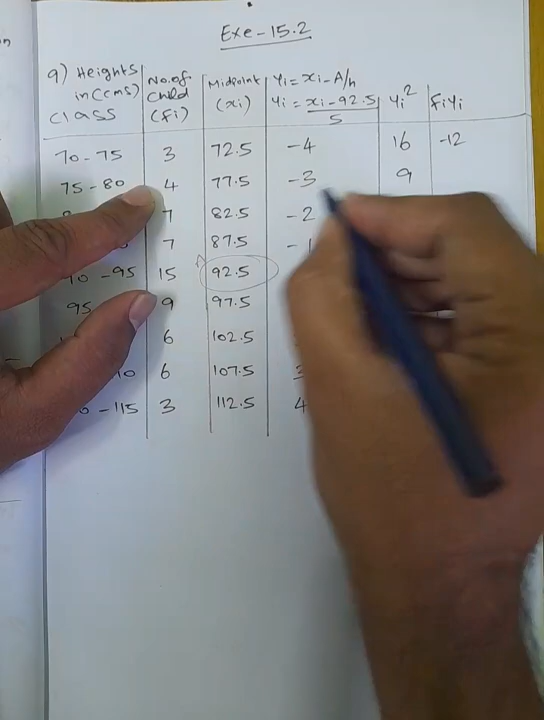 Exe-15.2
9) Heights in(cms) Class | No.of. Child (fi) | Midpoint (xi) | yi = xi - A/h yi = xi - 92.5 / 5 | yi² | fiyi
70-75 3 72.5 -4 16 -12
75-80 4 77.5 -3 9
7 82.5 -2
7 87.5
-95 15 92.5
95 9 97.5
6 102.5
6 107.5
-115 3 112.5 4